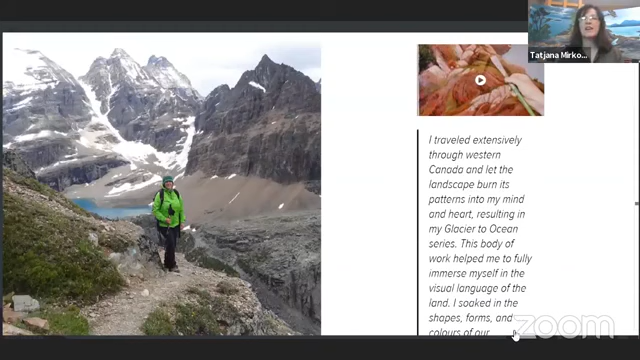 Tatjana Mirko...
I traveled extensively
through western
Canada and let the
landscape burn its
patterns into my mind
and heart, resulting in
my Glacier to Ocean
series. This body of
work helped me to fully
immerse myself in the
visual language of the
land. I soaked in the
shapes, forms, and
colours of our
zoom